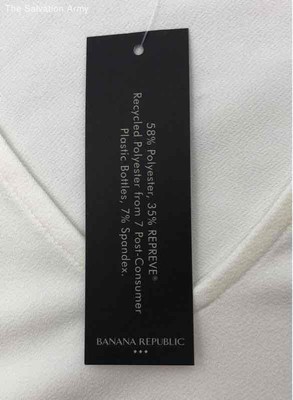 The Salvation Army
58% Polyester, 35% REPREVE®
Recycled Polyester from 7 Post-Consumer
Plastic Bottles, 7% Spandex.
BANANA REPUBLIC